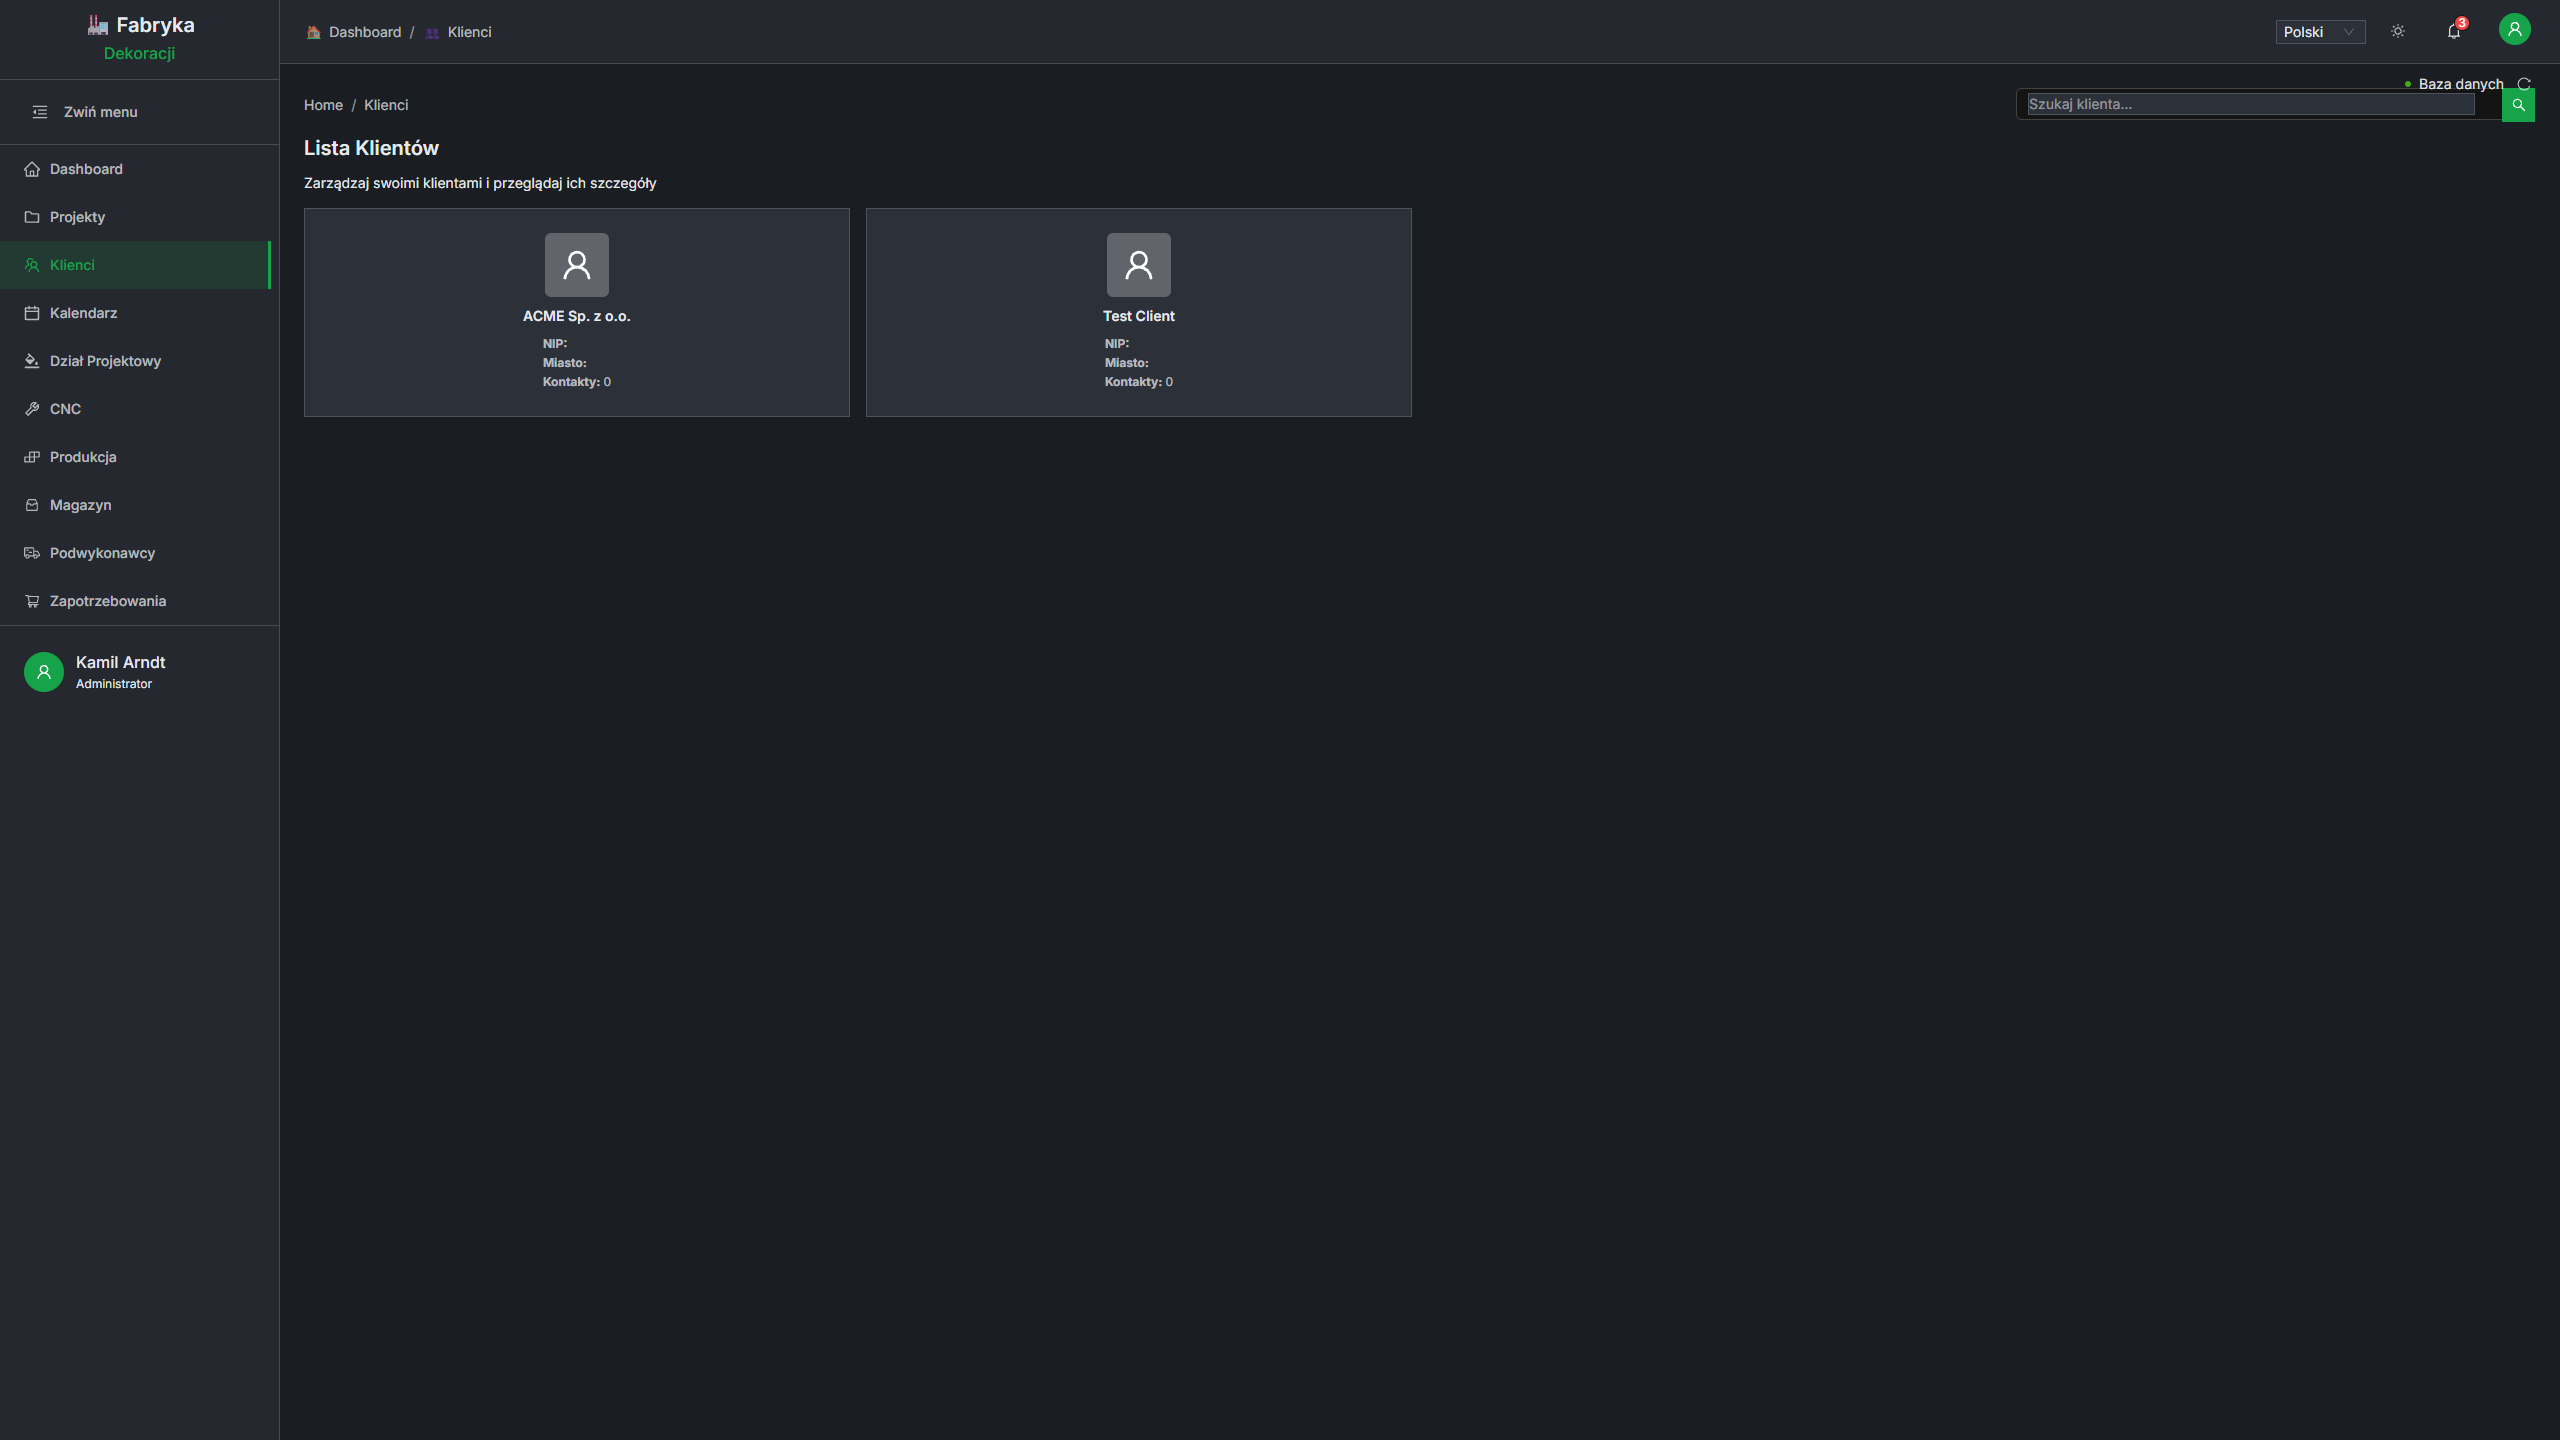 Fabryka
Dekoracji
Zwiń menu
Dashboard
Projekty
Klienci
Kalendarz
Dział Projektowy
CNC
Produkcja
Magazyn
Podwykonawcy
Zapotrzebowania
Kamil Arndt
Administrator
Dashboard / Klienci
Polski
3
Baza danych
Home / Klienci
Szukaj klienta...
Lista Klientów
Zarządzaj swoimi klientami i przeglądaj ich szczegóły
ACME Sp. z o.o.
NIP:
Miasto:
Kontakty: 0
Test Client
NIP:
Miasto:
Kontakty: 0